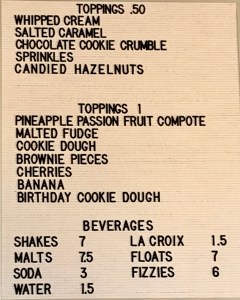 TOPPINGS .50
WHIPPED CREAM
SALTED CARAMEL
CHOCOLATE COOKIE CRUMBLE
SPRINKLES
CANDIED HAZELNUTS
TOPPINGS 1
PINEAPPLE PASSION FRUIT COMPOTE
MALTED FUDGE
COOKIE DOUGH
BROWNIE PIECES
CHERRIES
BANANA
BIRTHDAY COOKIE DOUGH
BEVERAGES
SHAKES 7 LA CROIX 1.5
MALTS 7.5 FLOATS 7
SODA 3 FIZZIES 6
WATER 1.5